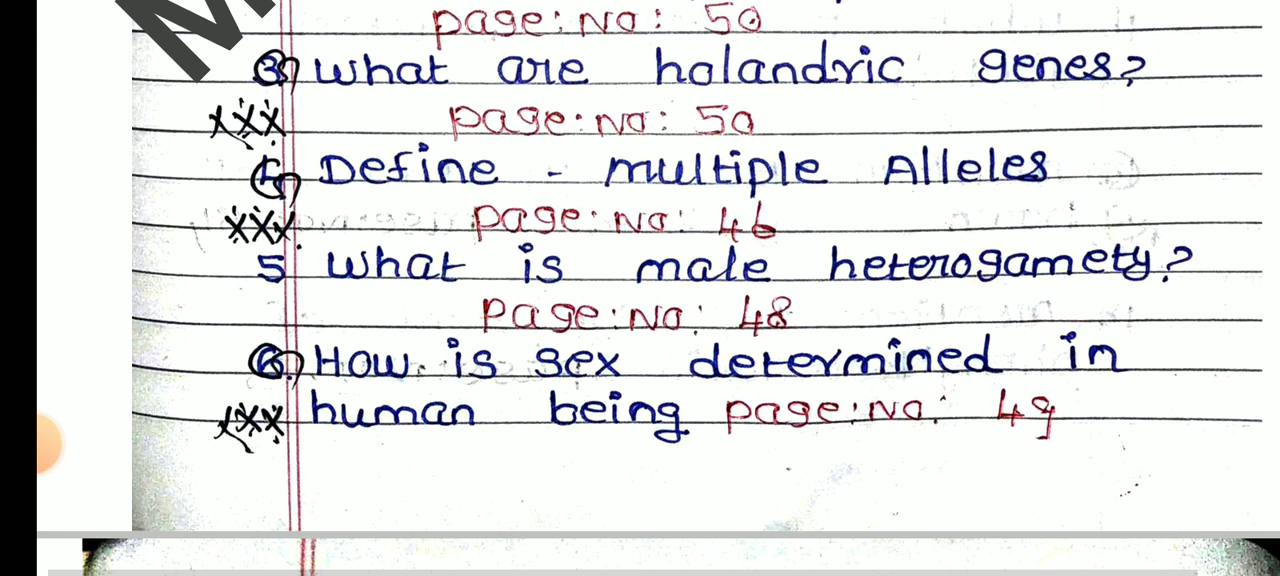 page: No: 50
3) What are holandric genes?
xxx page: No: 50
4) Define - multiple Alleles
xxx page: No: 46
5 What is male heterogamety?
page: No: 48
6.) How is sex determined in
xxx human being page: No: 49